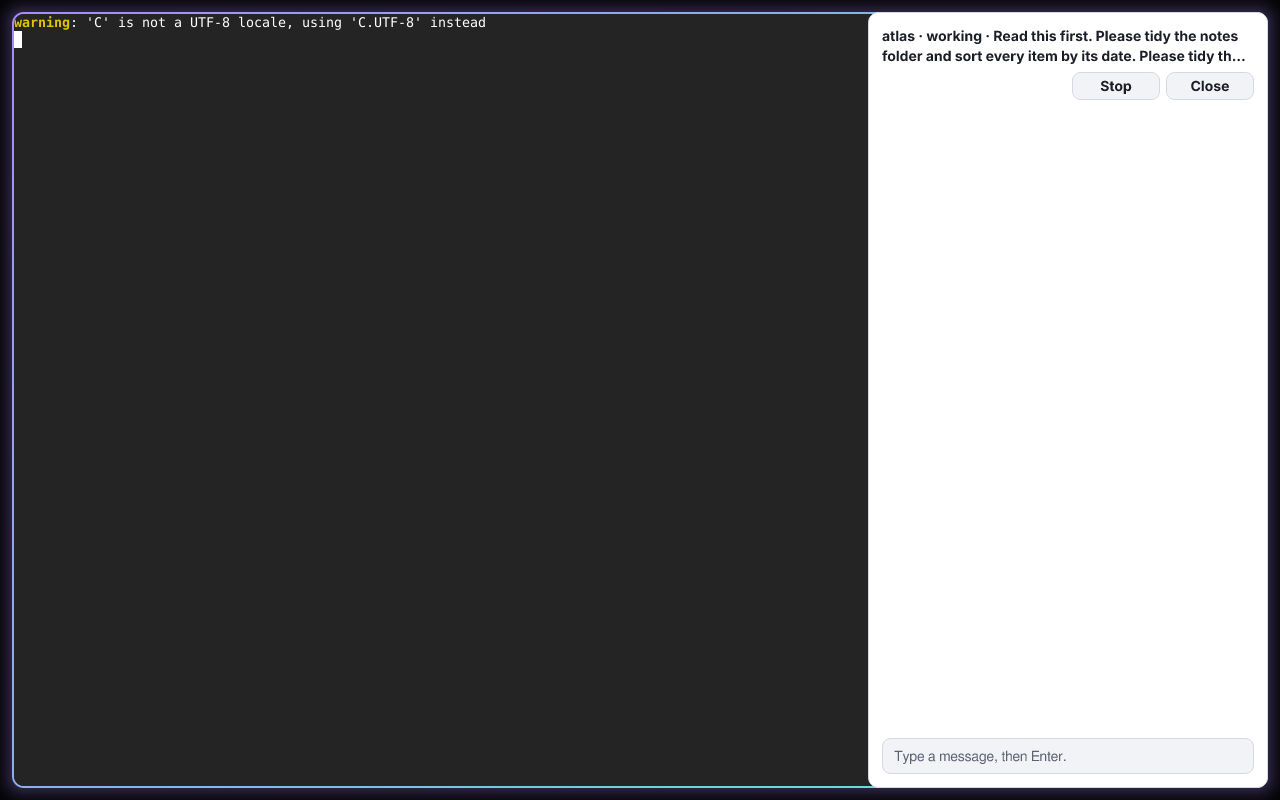 warning: 'C' is not a UTF-8 locale, using 'C.UTF-8' instead
atlas · working · Read this first. Please tidy the notes
folder and sort every item by its date. Please tidy th…
Stop
Close
Type a message, then Enter.